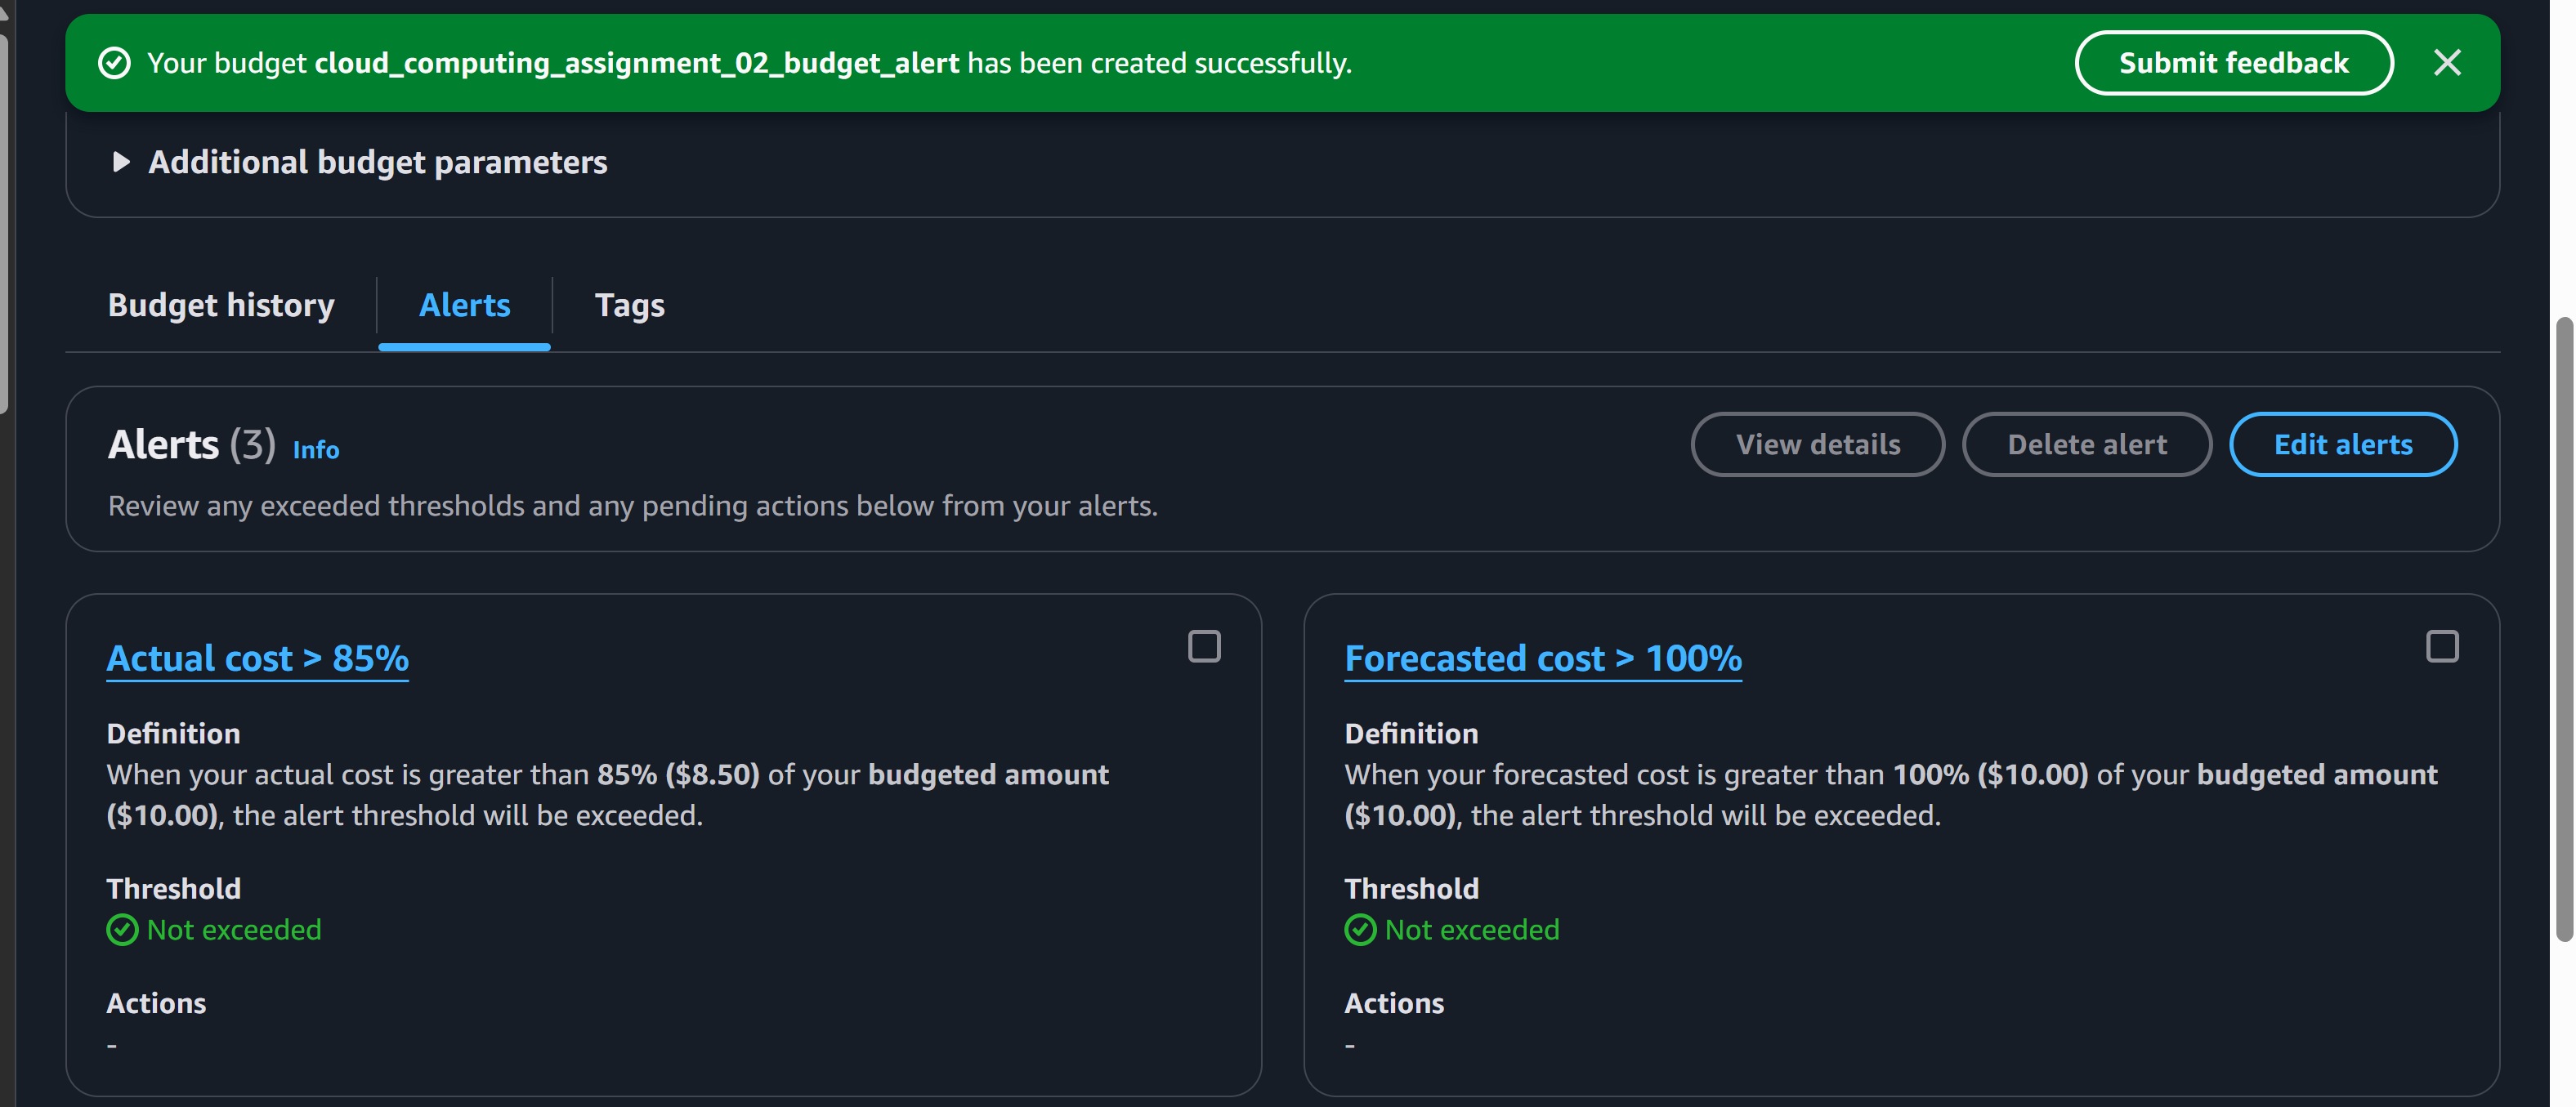 Your budget cloud_computing_assignment_02_budget_alert has been created successfully.
Submit feedback
Additional budget parameters
Budget history
Alerts
Tags
Alerts (3) Info
View details
Delete alert
Edit alerts
Review any exceeded thresholds and any pending actions below from your alerts.
Actual cost > 85%
Definition
When your actual cost is greater than 85% ($8.50) of your budgeted amount
($10.00), the alert threshold will be exceeded.
Threshold
Not exceeded
Actions
-
Forecasted cost > 100%
Definition
When your forecasted cost is greater than 100% ($10.00) of your budgeted amount
($10.00), the alert threshold will be exceeded.
Threshold
Not exceeded
Actions
-